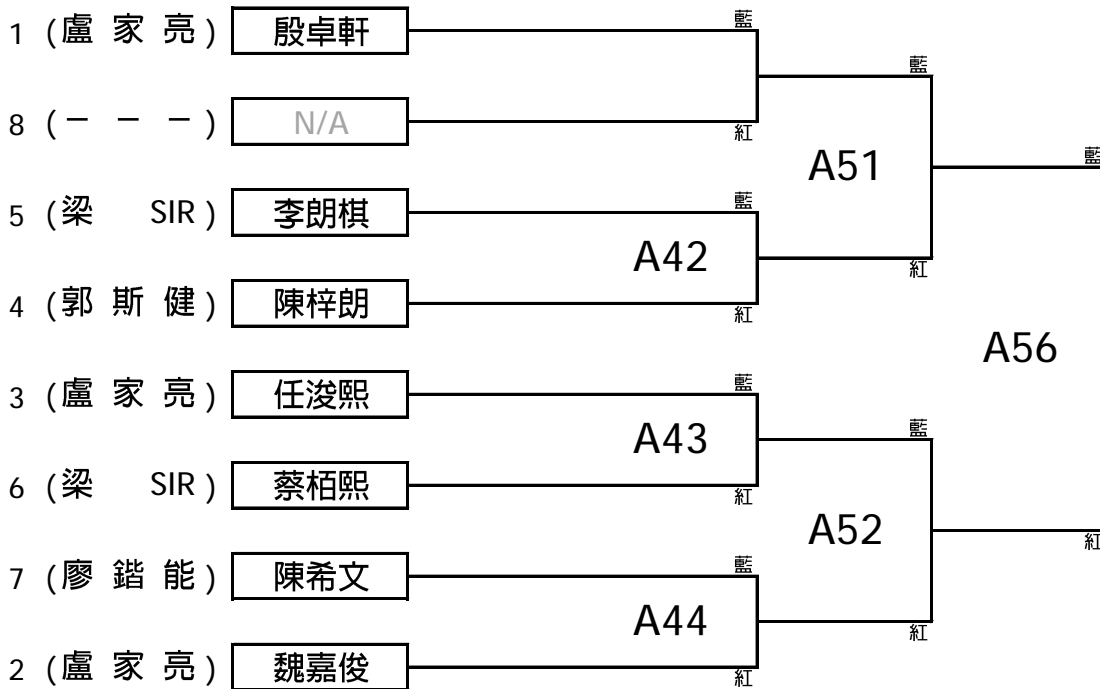 藍
1 (盧 家 亮) 殷卓軒
藍
8 (－ － －) N/A
紅
A51
藍
藍
5 (梁 SIR) 李朗棋
A42
紅
4 (郭 斯 健) 陳梓朗
紅
A56
藍
3 (盧 家 亮) 任浚熙
藍
A43
6 (梁 SIR) 蔡栢熙
紅
A52
紅
藍
7 (廖 鍇 能) 陳希文
A44
紅
2 (盧 家 亮) 魏嘉俊
紅